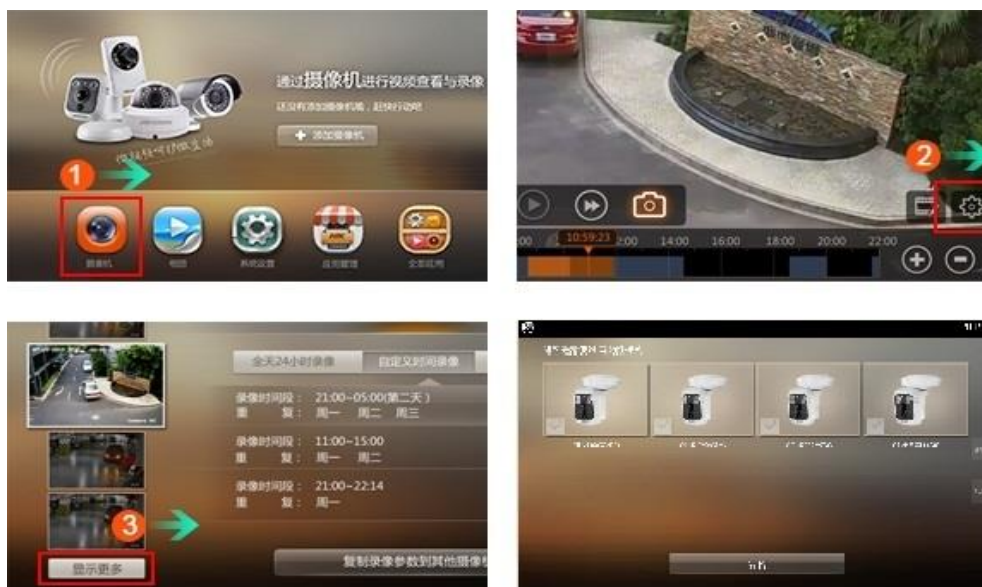 通过摄像机进行视频查看与录像
还没有添加摄像机哦，赶快行动吧
+ 添加摄像机
1
摄像机
相册
系统设置
应用管理
全部应用
2
10:59:23
2:00
14:00
16:00
18:00
20:00
22:00
全天24小时录像
自定义时间录像
录像时间段： 21:00~05:00(第二天)
重 复： 周一 周二 周三
录像时间段： 11:00~15:00
重 复： 周一 周二
录像时间段： 21:00~22:14
重 复： 周一
3
显示更多
复制录像参数到其他摄像